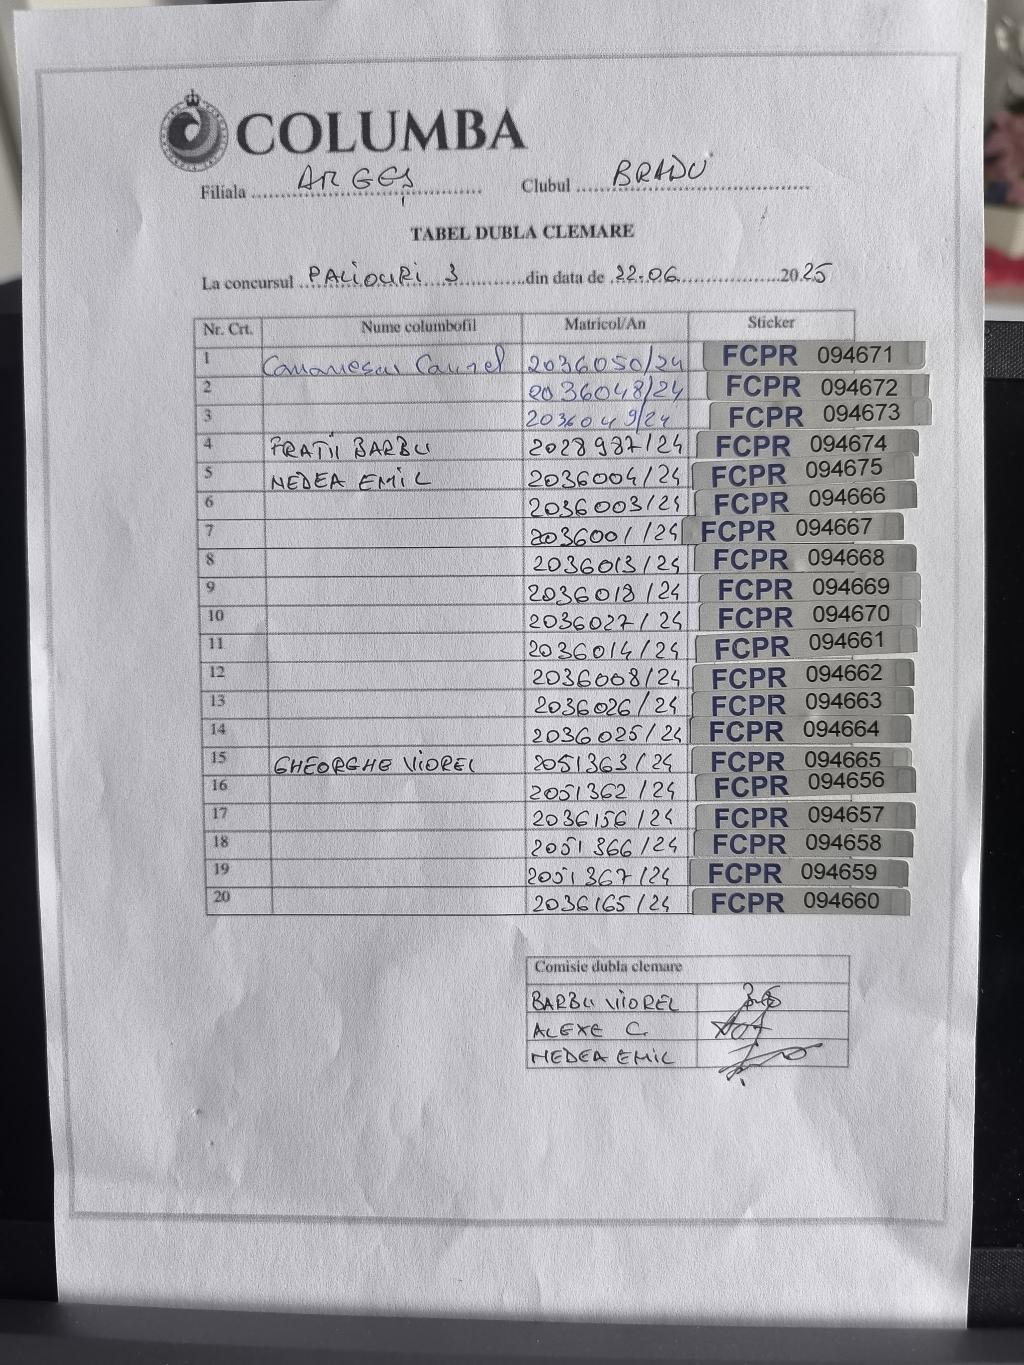 COLUMBA
Filiala ARGEȘ Clubul BRADU
TABEL DUBLA CLEMARE
La concursul PALIOURI 3 din data de 22.06. 2025
Nr. Crt. Nume columbofil Matricol/An Sticker
1 2036050/24 FCPR 094671
2 2036048/24 FCPR 094672
3 2036049/24 FCPR 094673
4 FRATII BARBU 2028987/24 FCPR 094674
5 NEDEA EMIL 2036004/24 FCPR 094675
6 2036003/24 FCPR 094666
7 2036001/24 FCPR 094667
8 2036013/24 FCPR 094668
9 2036018/24 FCPR 094669
10 2036027/24 FCPR 094670
11 2036014/24 FCPR 094661
12 2036008/24 FCPR 094662
13 2036026/24 FCPR 094663
14 2036025/24 FCPR 094664
15 GHEORGHE VIOREL 2051363/24 FCPR 094665
16 2051362/24 FCPR 094656
17 2036156/24 FCPR 094657
18 2051366/24 FCPR 094658
19 2051367/24 FCPR 094659
20 2036165/24 FCPR 094660
Comisie dubla clemare
BARBU VIOREL
ALEXE C.
NEDEA EMIL